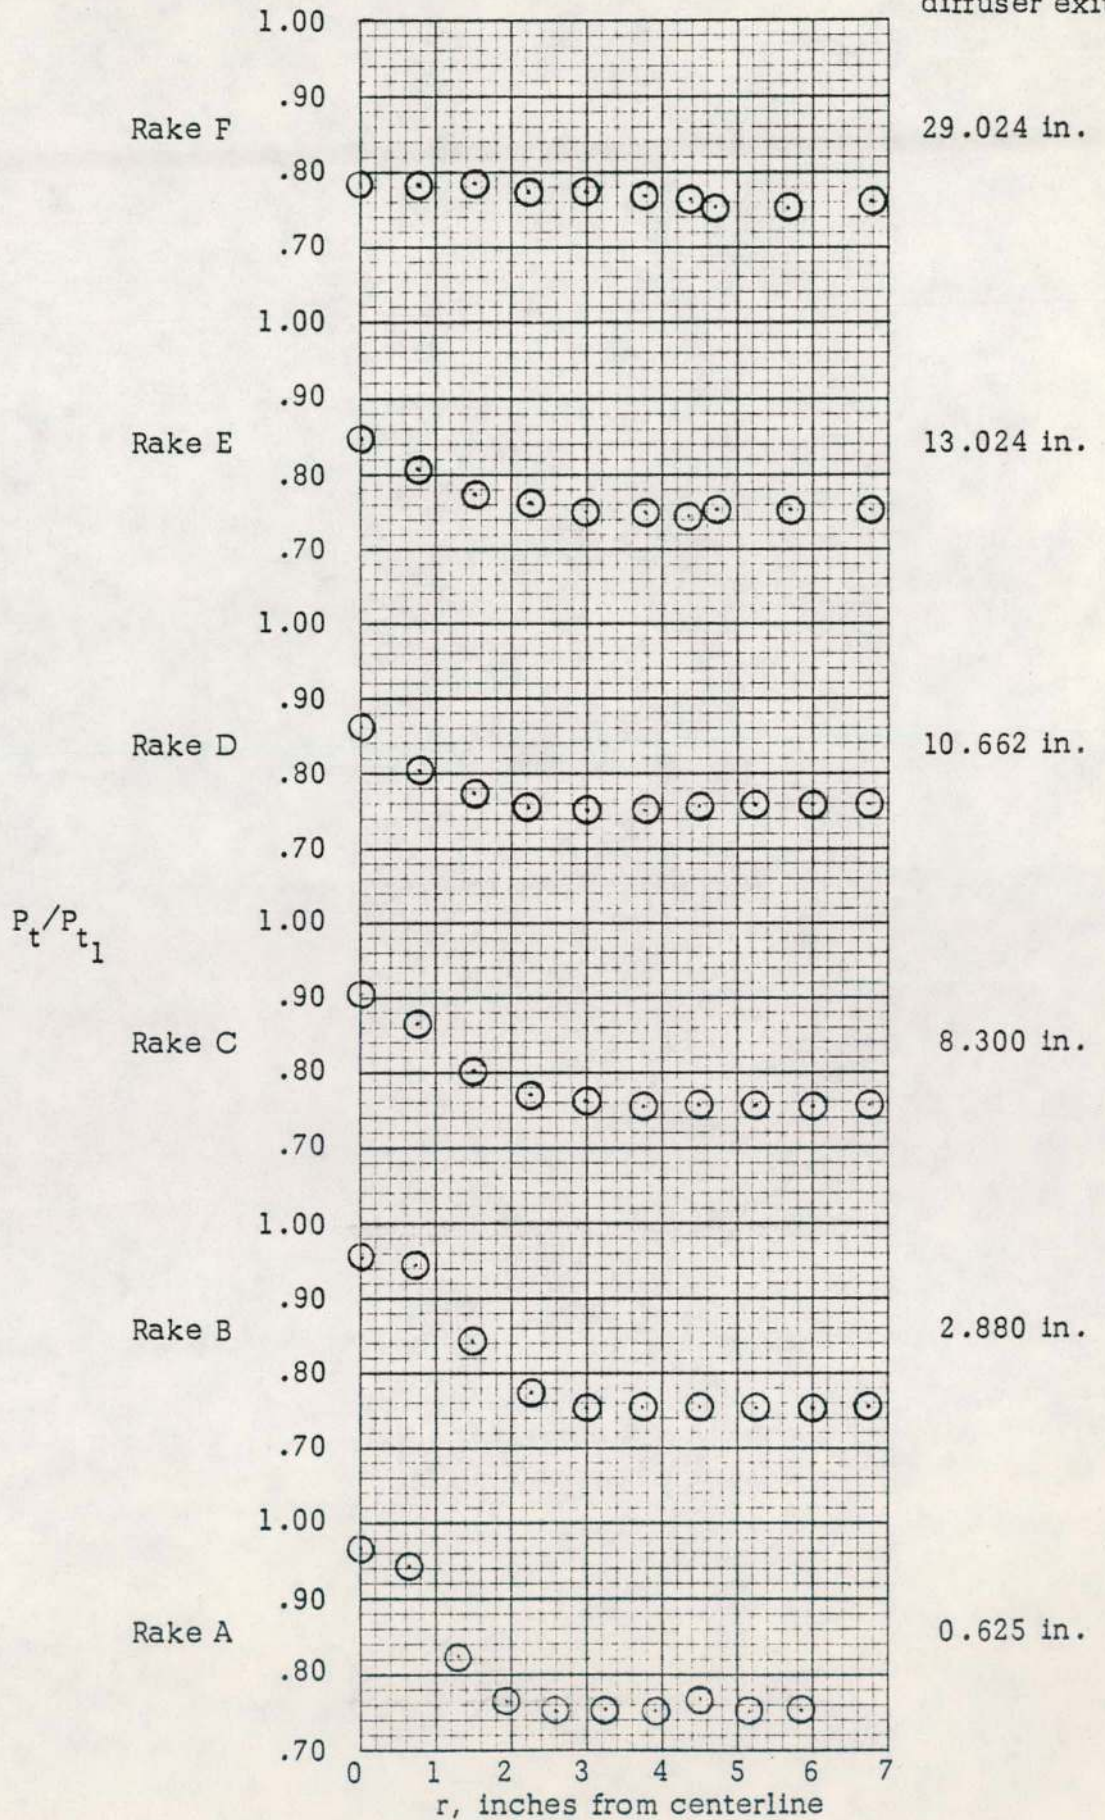 diffuser exi
1.00
.90
Rake F
29.024 in.
.80
.70
1.00
.90
Rake E
13.024 in.
.80
.70
1.00
.90
Rake D
10.662 in.
.80
.70
Pt/Pt1
1.00
.90
Rake C
8.300 in.
.80
.70
1.00
.90
Rake B
2.880 in.
.80
.70
1.00
.90
Rake A
0.625 in.
.80
.70
0 1 2 3 4 5 6 7
r, inches from centerline